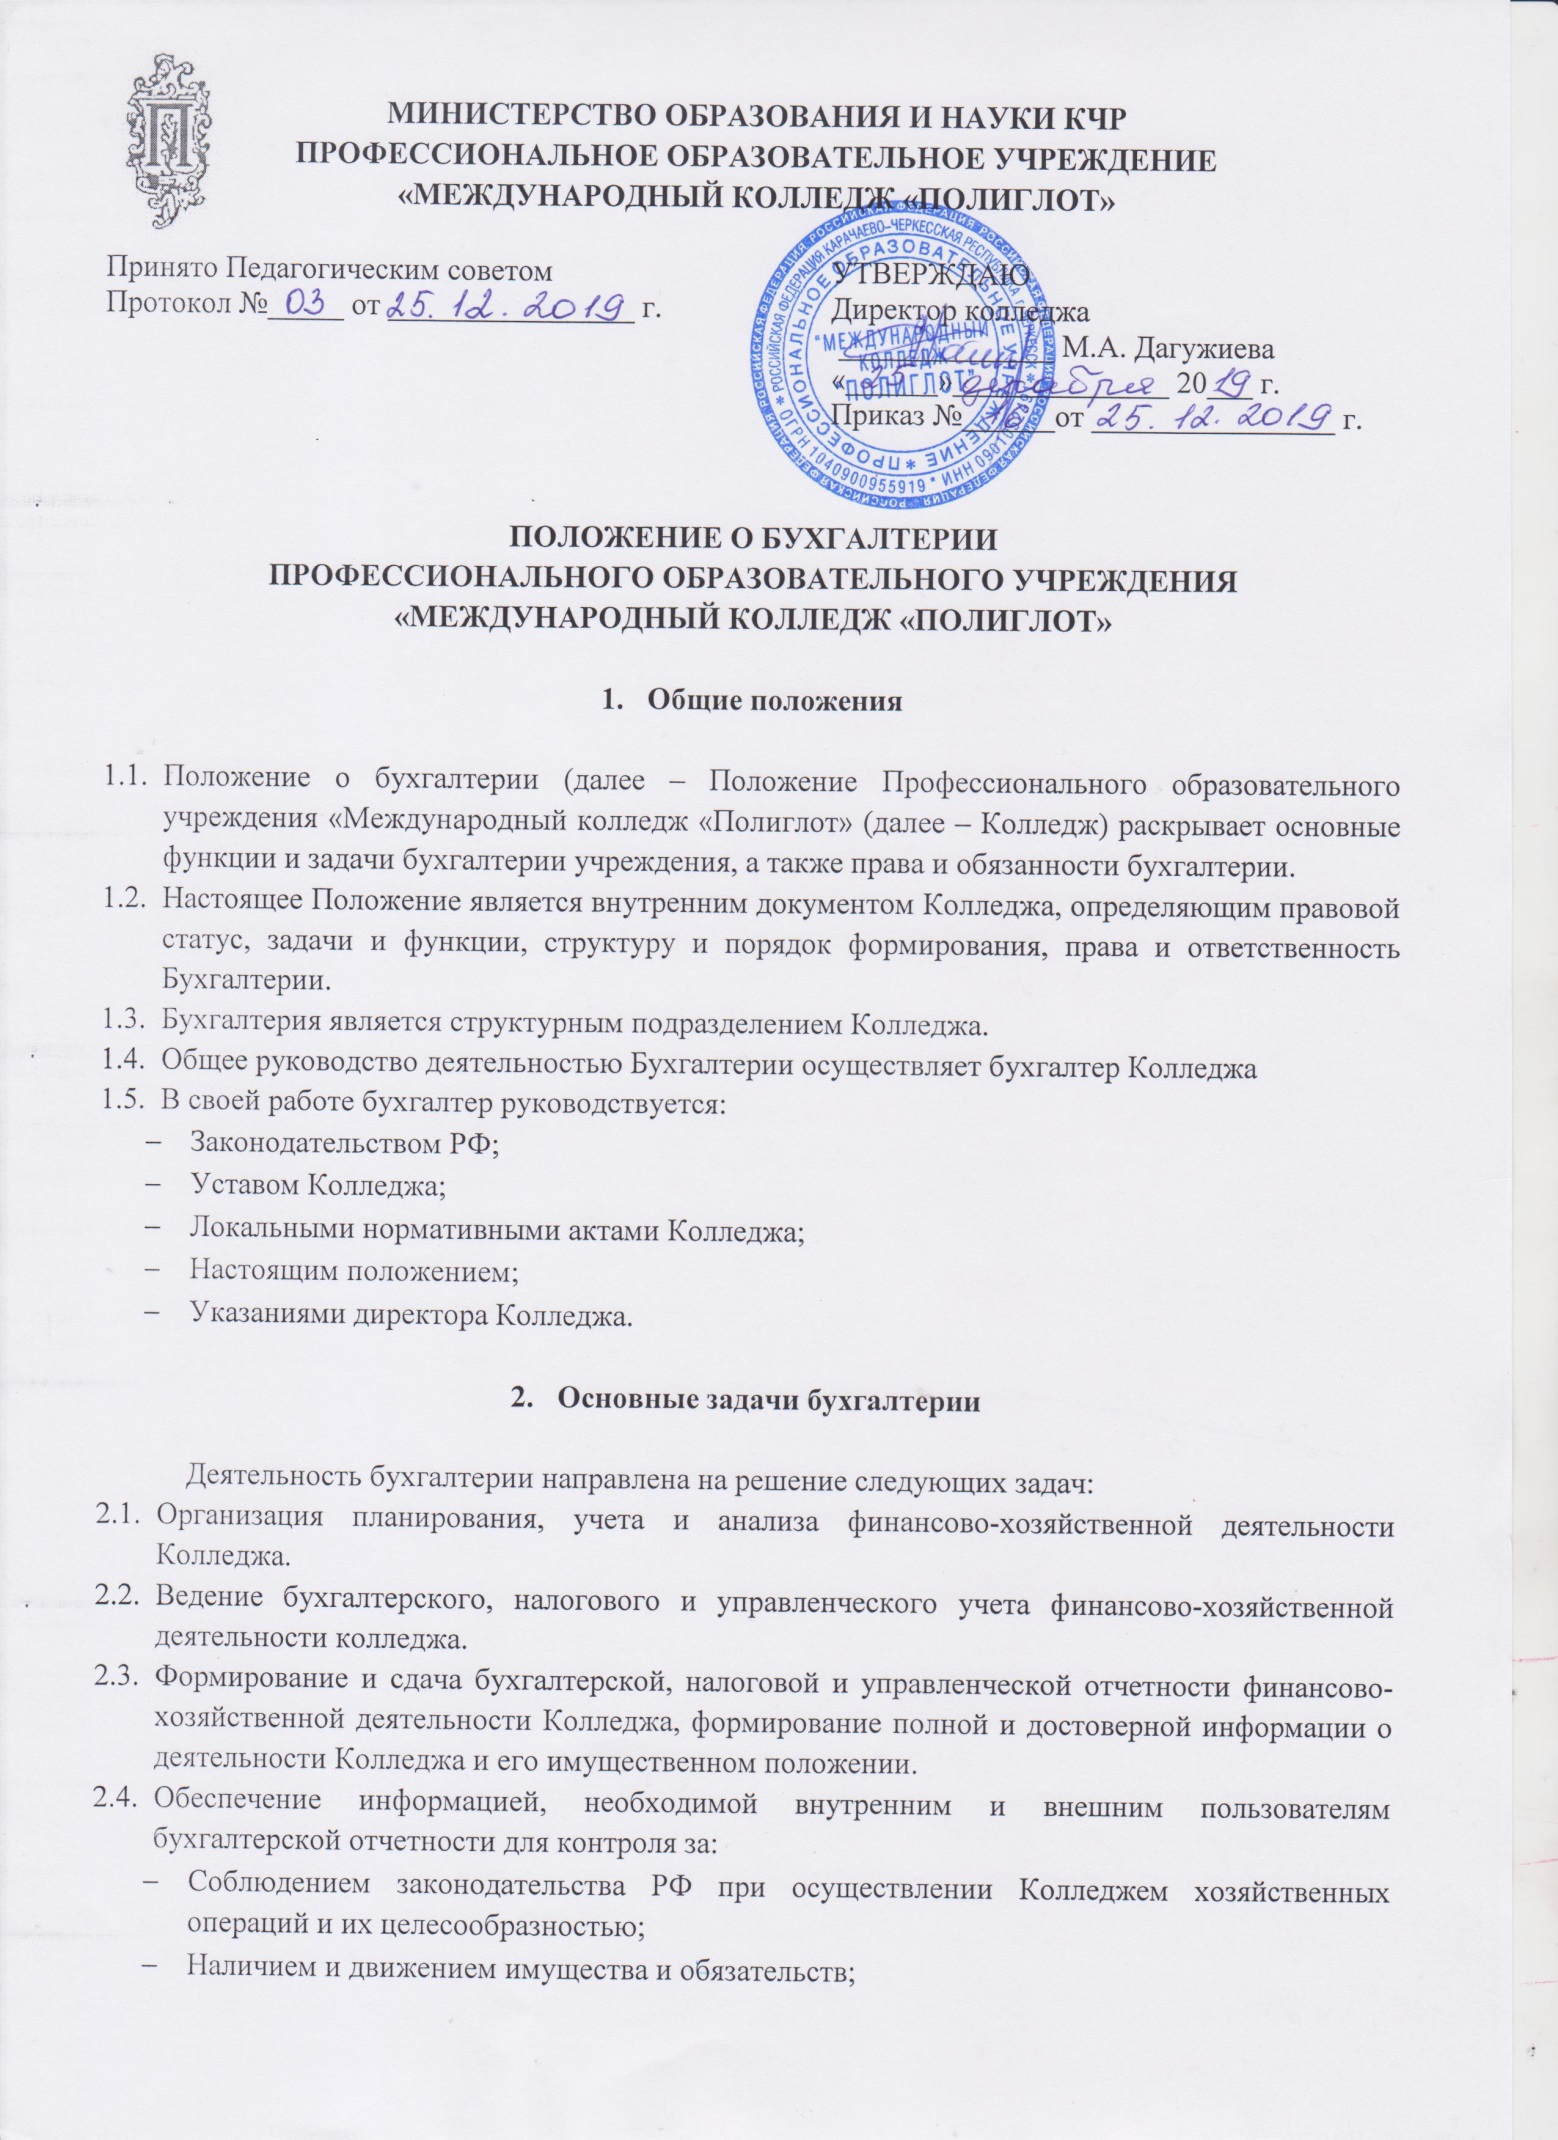 МИНИСТЕРСТВО ОБРАЗОВАНИЯ И НАУКИ КЧР
ПРОФЕССИОНАЛЬНОЕ ОБРАЗОВАТЕЛЬНОЕ УЧРЕЖДЕНИЕ
«МЕЖДУНАРОДНЫЙ КОЛЛЕДЖ «ПОЛИГЛОТ»
Принято Педагогическим советом
Протокол № 03 от 25.12.2019 г.
УТВЕРЖДАЮ
Директор колледжа
М.А. Дагужиева
«25» декабря 2019 г.
Приказ № 16 от 25.12.2019 г.
"МЕЖДУНАРОДНЫЙ
КОЛЛЕДЖ
"ПОЛИГЛОТ"
ПОЛОЖЕНИЕ О БУХГАЛТЕРИИ
ПРОФЕССИОНАЛЬНОГО ОБРАЗОВАТЕЛЬНОГО УЧРЕЖДЕНИЯ
«МЕЖДУНАРОДНЫЙ КОЛЛЕДЖ «ПОЛИГЛОТ»
1. Общие положения
1.1. Положение о бухгалтерии (далее – Положение Профессионального образовательного
учреждения «Международный колледж «Полиглот» (далее – Колледж) раскрывает основные
функции и задачи бухгалтерии учреждения, а также права и обязанности бухгалтерии.
1.2. Настоящее Положение является внутренним документом Колледжа, определяющим правовой
статус, задачи и функции, структуру и порядок формирования, права и ответственность
Бухгалтерии.
1.3. Бухгалтерия является структурным подразделением Колледжа.
1.4. Общее руководство деятельностью Бухгалтерии осуществляет бухгалтер Колледжа
1.5. В своей работе бухгалтер руководствуется:
– Законодательством РФ;
– Уставом Колледжа;
– Локальными нормативными актами Колледжа;
– Настоящим положением;
– Указаниями директора Колледжа.
2. Основные задачи бухгалтерии
Деятельность бухгалтерии направлена на решение следующих задач:
2.1. Организация планирования, учета и анализа финансово-хозяйственной деятельности
Колледжа.
2.2. Ведение бухгалтерского, налогового и управленческого учета финансово-хозяйственной
деятельности колледжа.
2.3. Формирование и сдача бухгалтерской, налоговой и управленческой отчетности финансово-
хозяйственной деятельности Колледжа, формирование полной и достоверной информации о
деятельности Колледжа и его имущественном положении.
2.4. Обеспечение информацией, необходимой внутренним и внешним пользователям
бухгалтерской отчетности для контроля за:
– Соблюдением законодательства РФ при осуществлении Колледжем хозяйственных
операций и их целесообразностью;
– Наличием и движением имущества и обязательств;